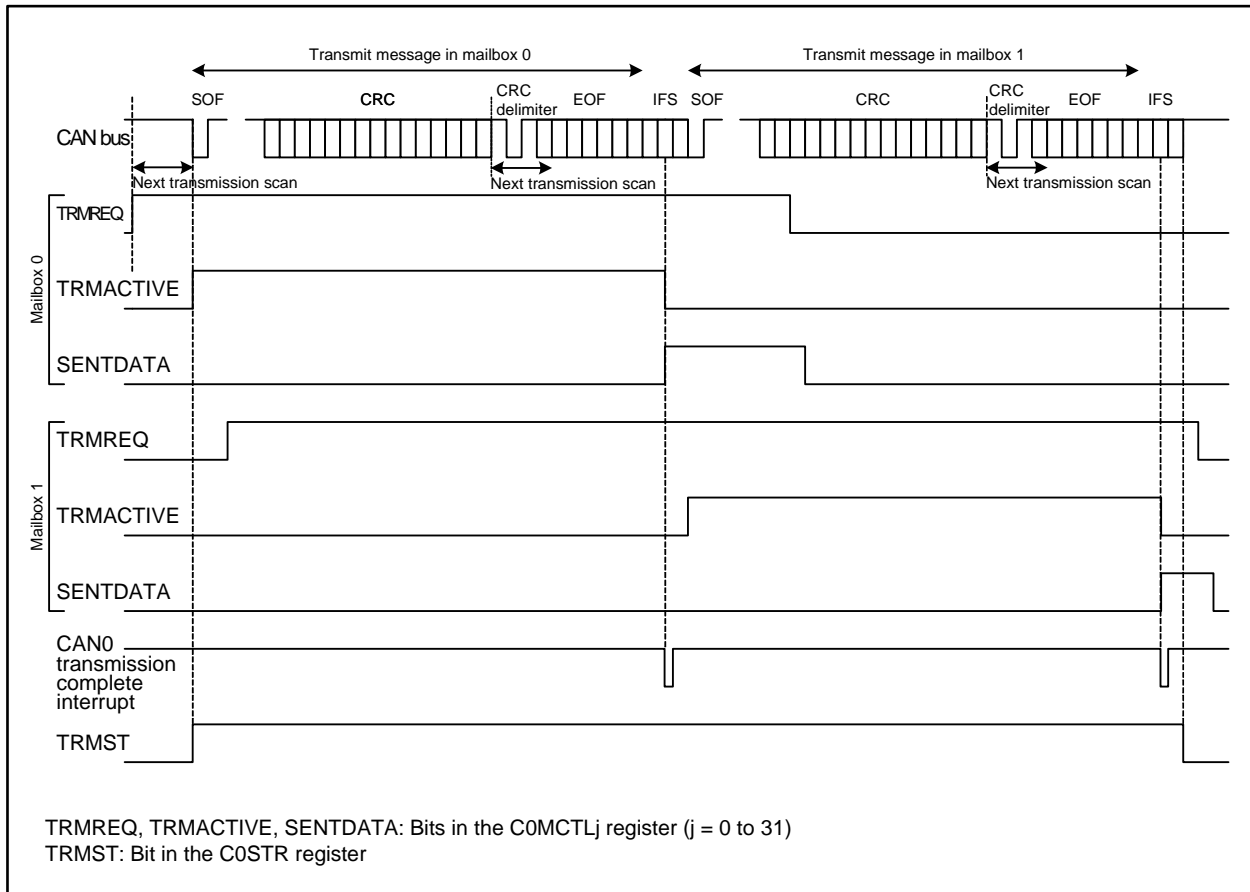 Transmit message in mailbox 0
Transmit message in mailbox 1
SOF
CRC
CRC
delimiter
EOF
IFS
SOF
CRC
CRC
delimiter
EOF
IFS
CAN bus
Next transmission scan
Next transmission scan
Next transmission scan
Mailbox 0
TRMREQ
TRMACTIVE
SENTDATA
Mailbox 1
TRMREQ
TRMACTIVE
SENTDATA
CAN0
transmission
complete
interrupt
TRMST
TRMREQ, TRMACTIVE, SENTDATA: Bits in the C0MCTLj register (j = 0 to 31)
TRMST: Bit in the C0STR register